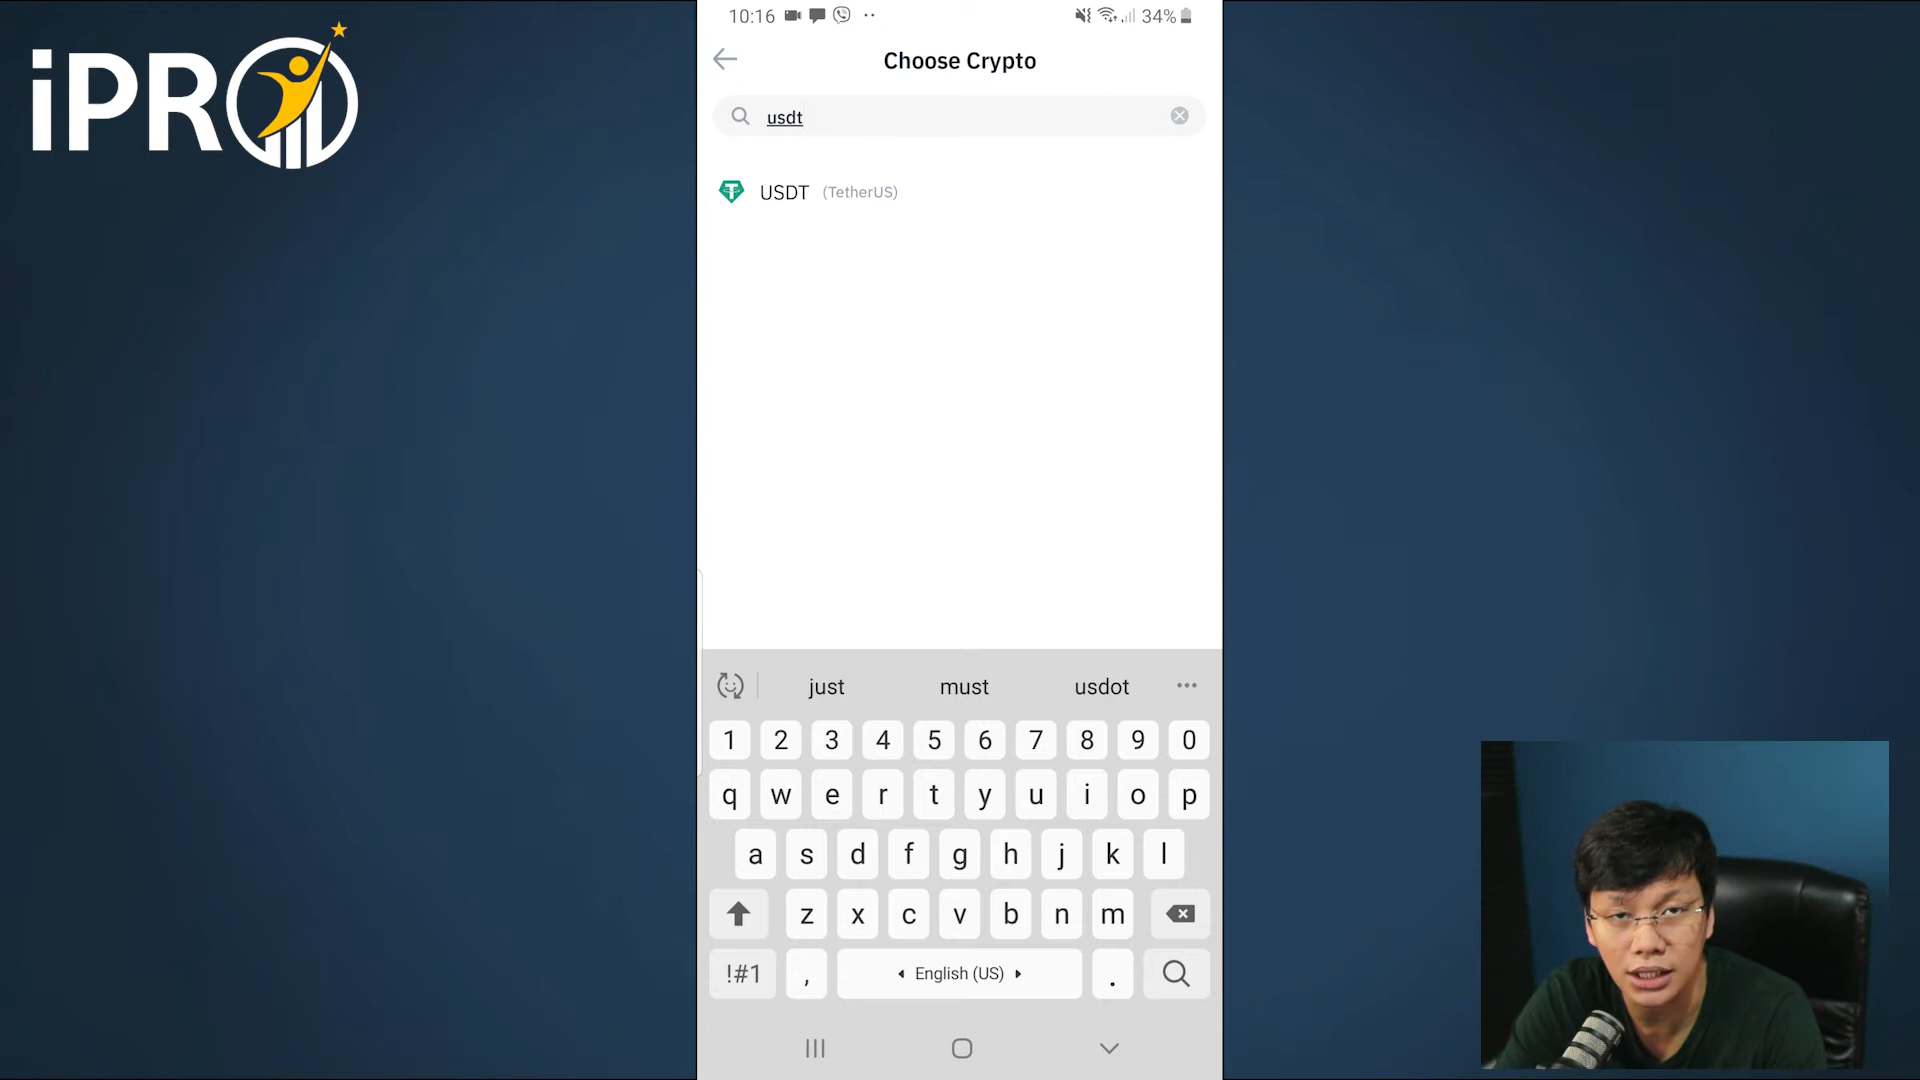 iPRO
10:16
34%
Choose Crypto
usdt
USDT (TetherUS)
just must usdot
1 2 3 4 5 6 7 8 9 0
q w e r t y u i o p
a s d f g h j k l
z x c v b n m
!#1 , English (US) .